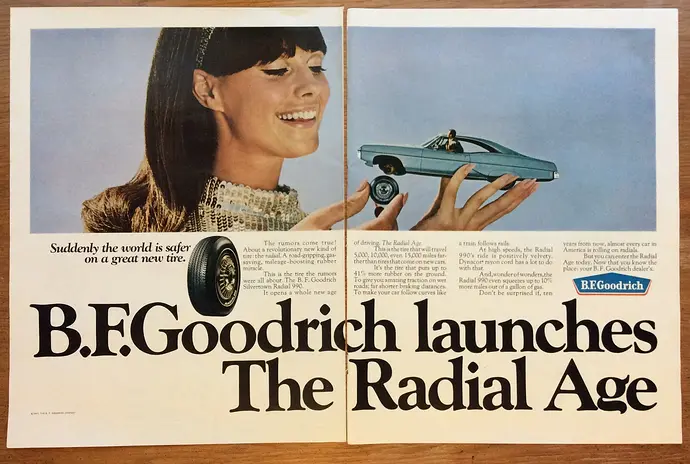 Suddenly the world is safer
on a great new tire.
The rumors come true!
About a revolutionary new kind of
tire: the radial. A road-gripping, gas-
saving, mileage-boosting rubber
miracle.
This is the tire the rumors
were all about. The B.F. Goodrich
Silvertown Radial 990.
It opens a whole new age
of driving. The Radial Age.
This is the tire that will travel
5,000, 10,000, even 15,000 miles fur-
ther than tires that come on new cars.
It's the tire that puts up to
41% more rubber on the ground.
To give you amazing traction on wet
roads; far shorter braking distances.
To make your car follow curves like
a train follows rails.
At high speeds, the Radial
990's ride is positively velvety.
Dynacor rayon cord has a lot to do
with that.
And, wonder of wonders, the
Radial 990 even squeezes up to 10%
more miles out of a gallon of gas.
Don't be surprised if, ten
years from now, almost every car in
America is rolling on radials.
But you can enter the Radial
Age today. Now that you know the
place: your B.F. Goodrich dealer's.
B.F.Goodrich
B.F.Goodrich launches
The Radial Age